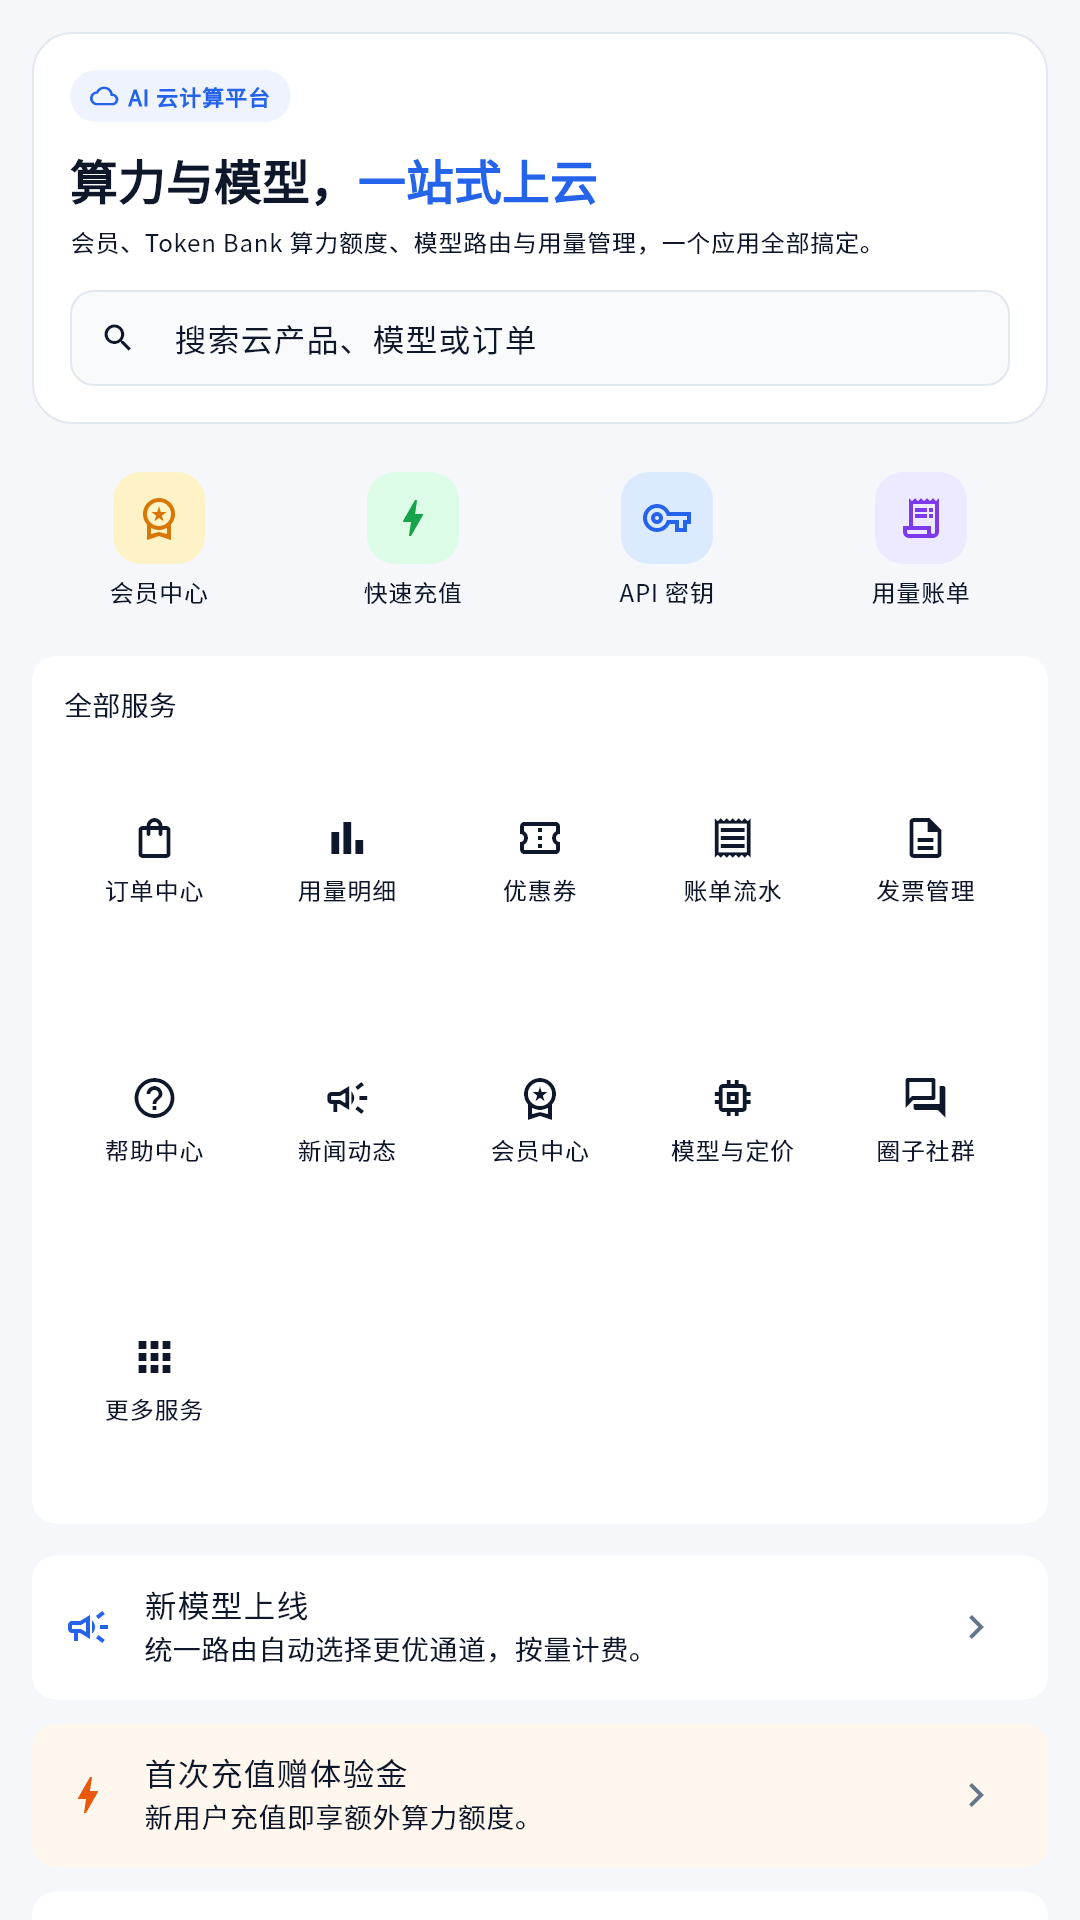 AI 云计算平台
算力与模型，一站式上云
会员、Token Bank 算力额度、模型路由与用量管理，一个应用全部搞定。
搜索云产品、模型或订单
会员中心 快速充值 API 密钥 用量账单
全部服务
订单中心 用量明细 优惠券 账单流水 发票管理
帮助中心 新闻动态 会员中心 模型与定价 圈子社群
更多服务
新模型上线
统一路由自动选择更优通道，按量计费。
首次充值赠体验金
新用户充值即享额外算力额度。